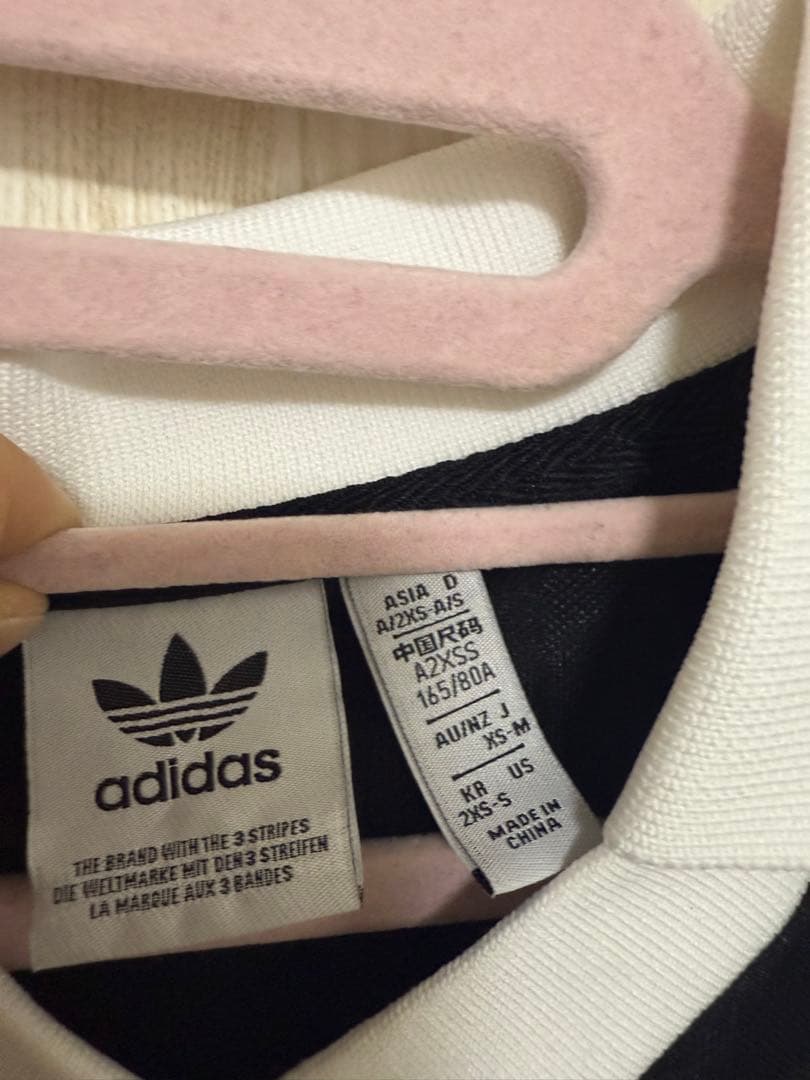 adidas
THE BRAND WITH THE 3 STRIPES
DIE WELTMARKE MIT DEN 3 STREIFEN
LA MARQUE AUX 3 BANDES
ASIA D
A/2XS-A/S
中国尺码
A2XSS
165/80A
AU/NZ J
XS-M
KR US
2XS-S
MADE IN
CHINA